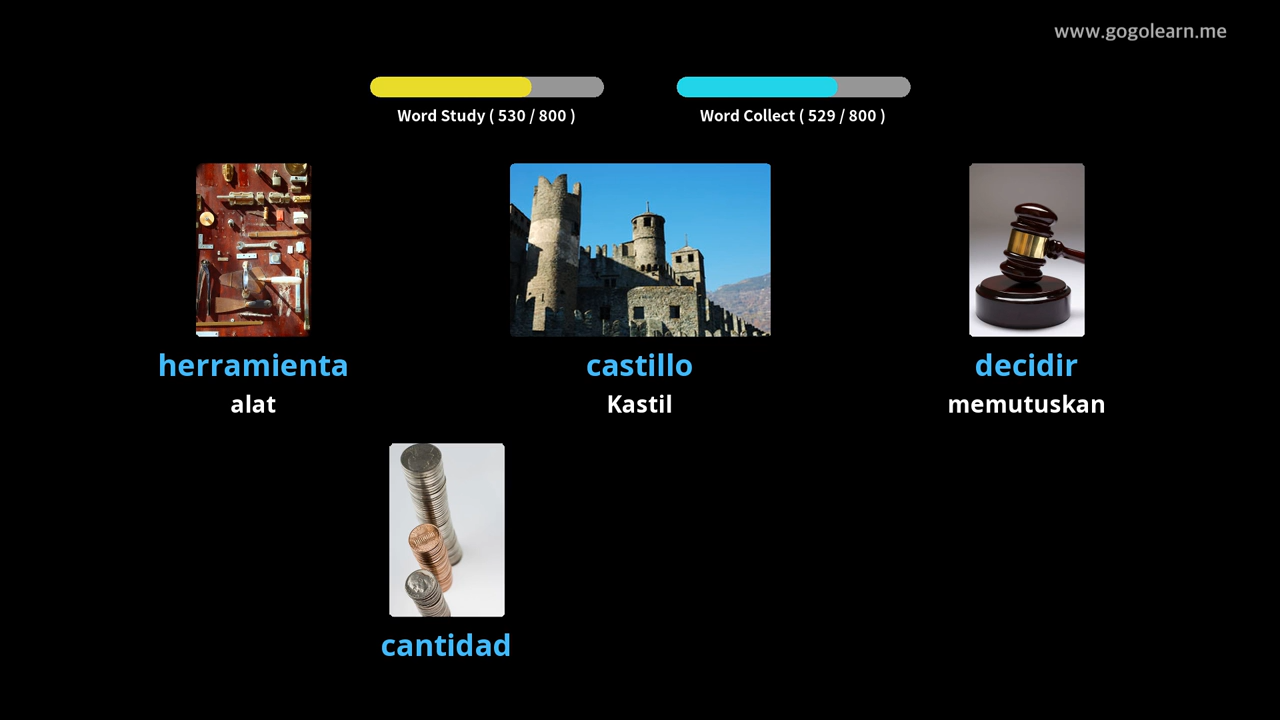 www.gogolearn.me
Word Study ( 530 / 800 )
Word Collect ( 529 / 800 )
herramienta
alat
castillo
Kastil
decidir
memutuskan
cantidad